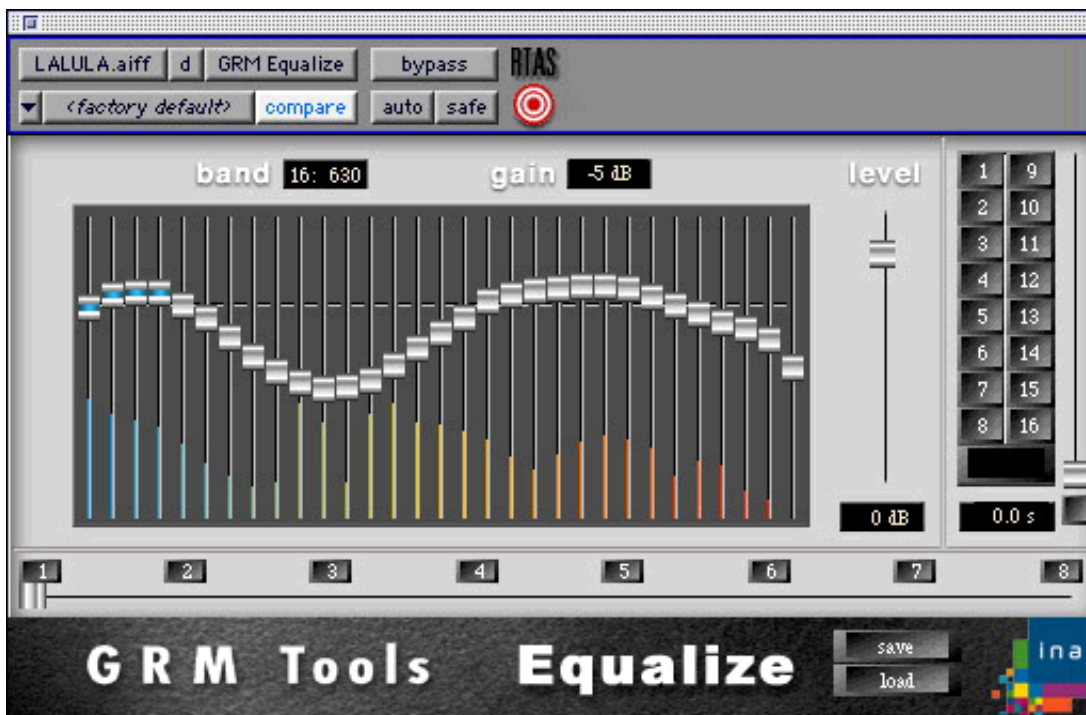 LALULA.aiff d GRM Equalize bypass RTAS
<factory default> compare auto safe
band 16: 630 gain -5 dB level
1 9
2 10
3 11
4 12
5 13
6 14
7 15
8 16
0 dB 0.0 s
1 2 3 4 5 6 7 8
GRM Tools Equalize save
load
ina